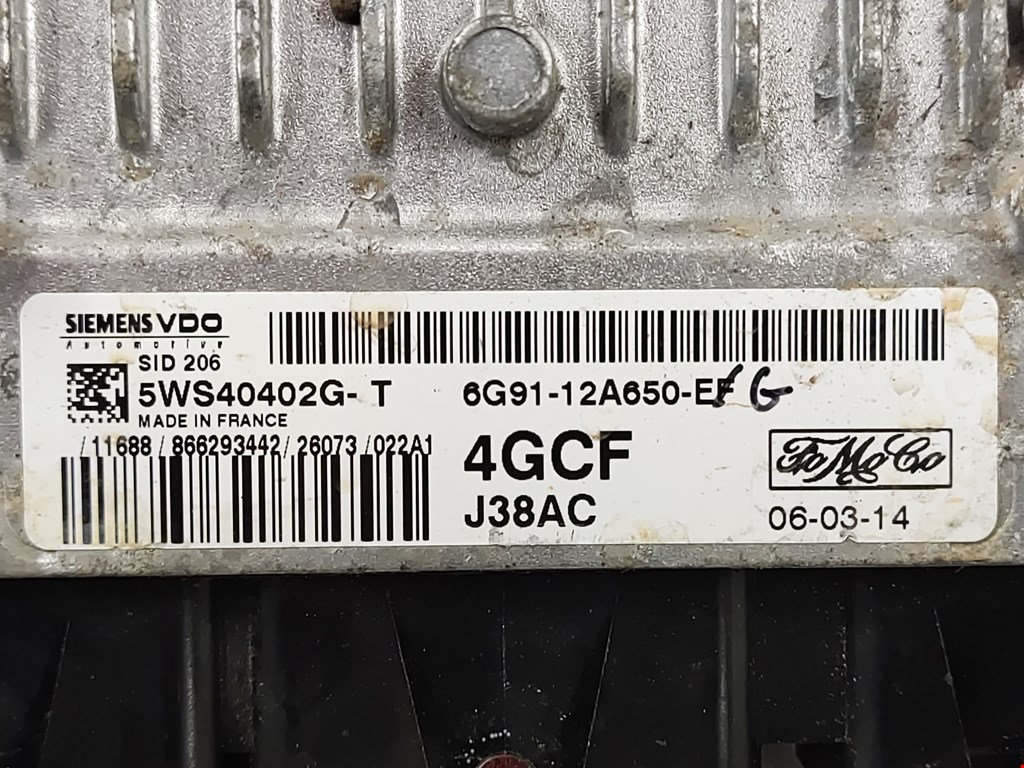 SIEMENS VDO
Automotive
SID 206
5WS40402G- T
MADE IN FRANCE
/11688/866293442/26073/022A1
6G91-12A650-EF G
4GCF
J38AC
FoMoCo
06-03-14